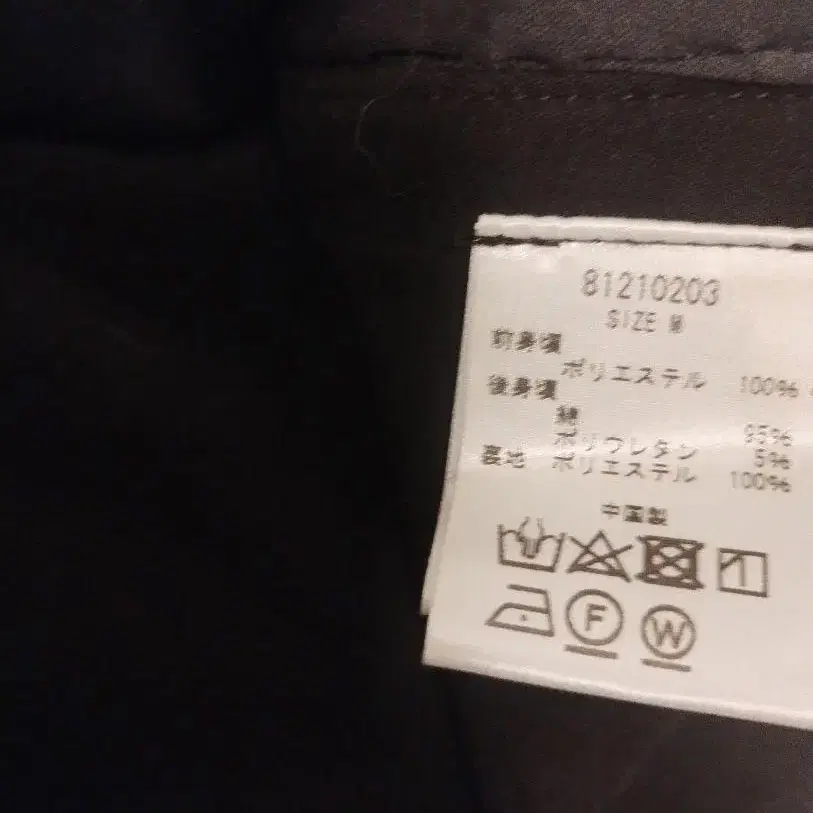 81210203
SIZE M
前身頃
ポリエステル 100%
後身頃
綿 95%
ポリウレタン 5%
裏地 ポリエステル 100%
中国製
F W